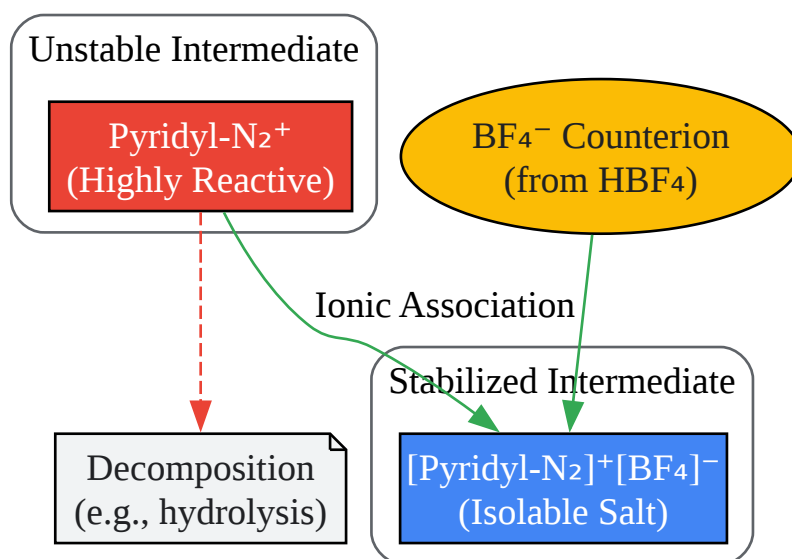 Unstable Intermediate
Pyridyl-N₂⁺
(Highly Reactive)
BF₄⁻ Counterion
(from HBF₄)
Ionic Association
Stabilized Intermediate
Decomposition
(e.g., hydrolysis)
[Pyridyl-N₂]⁺[BF₄]⁻
(Isolable Salt)